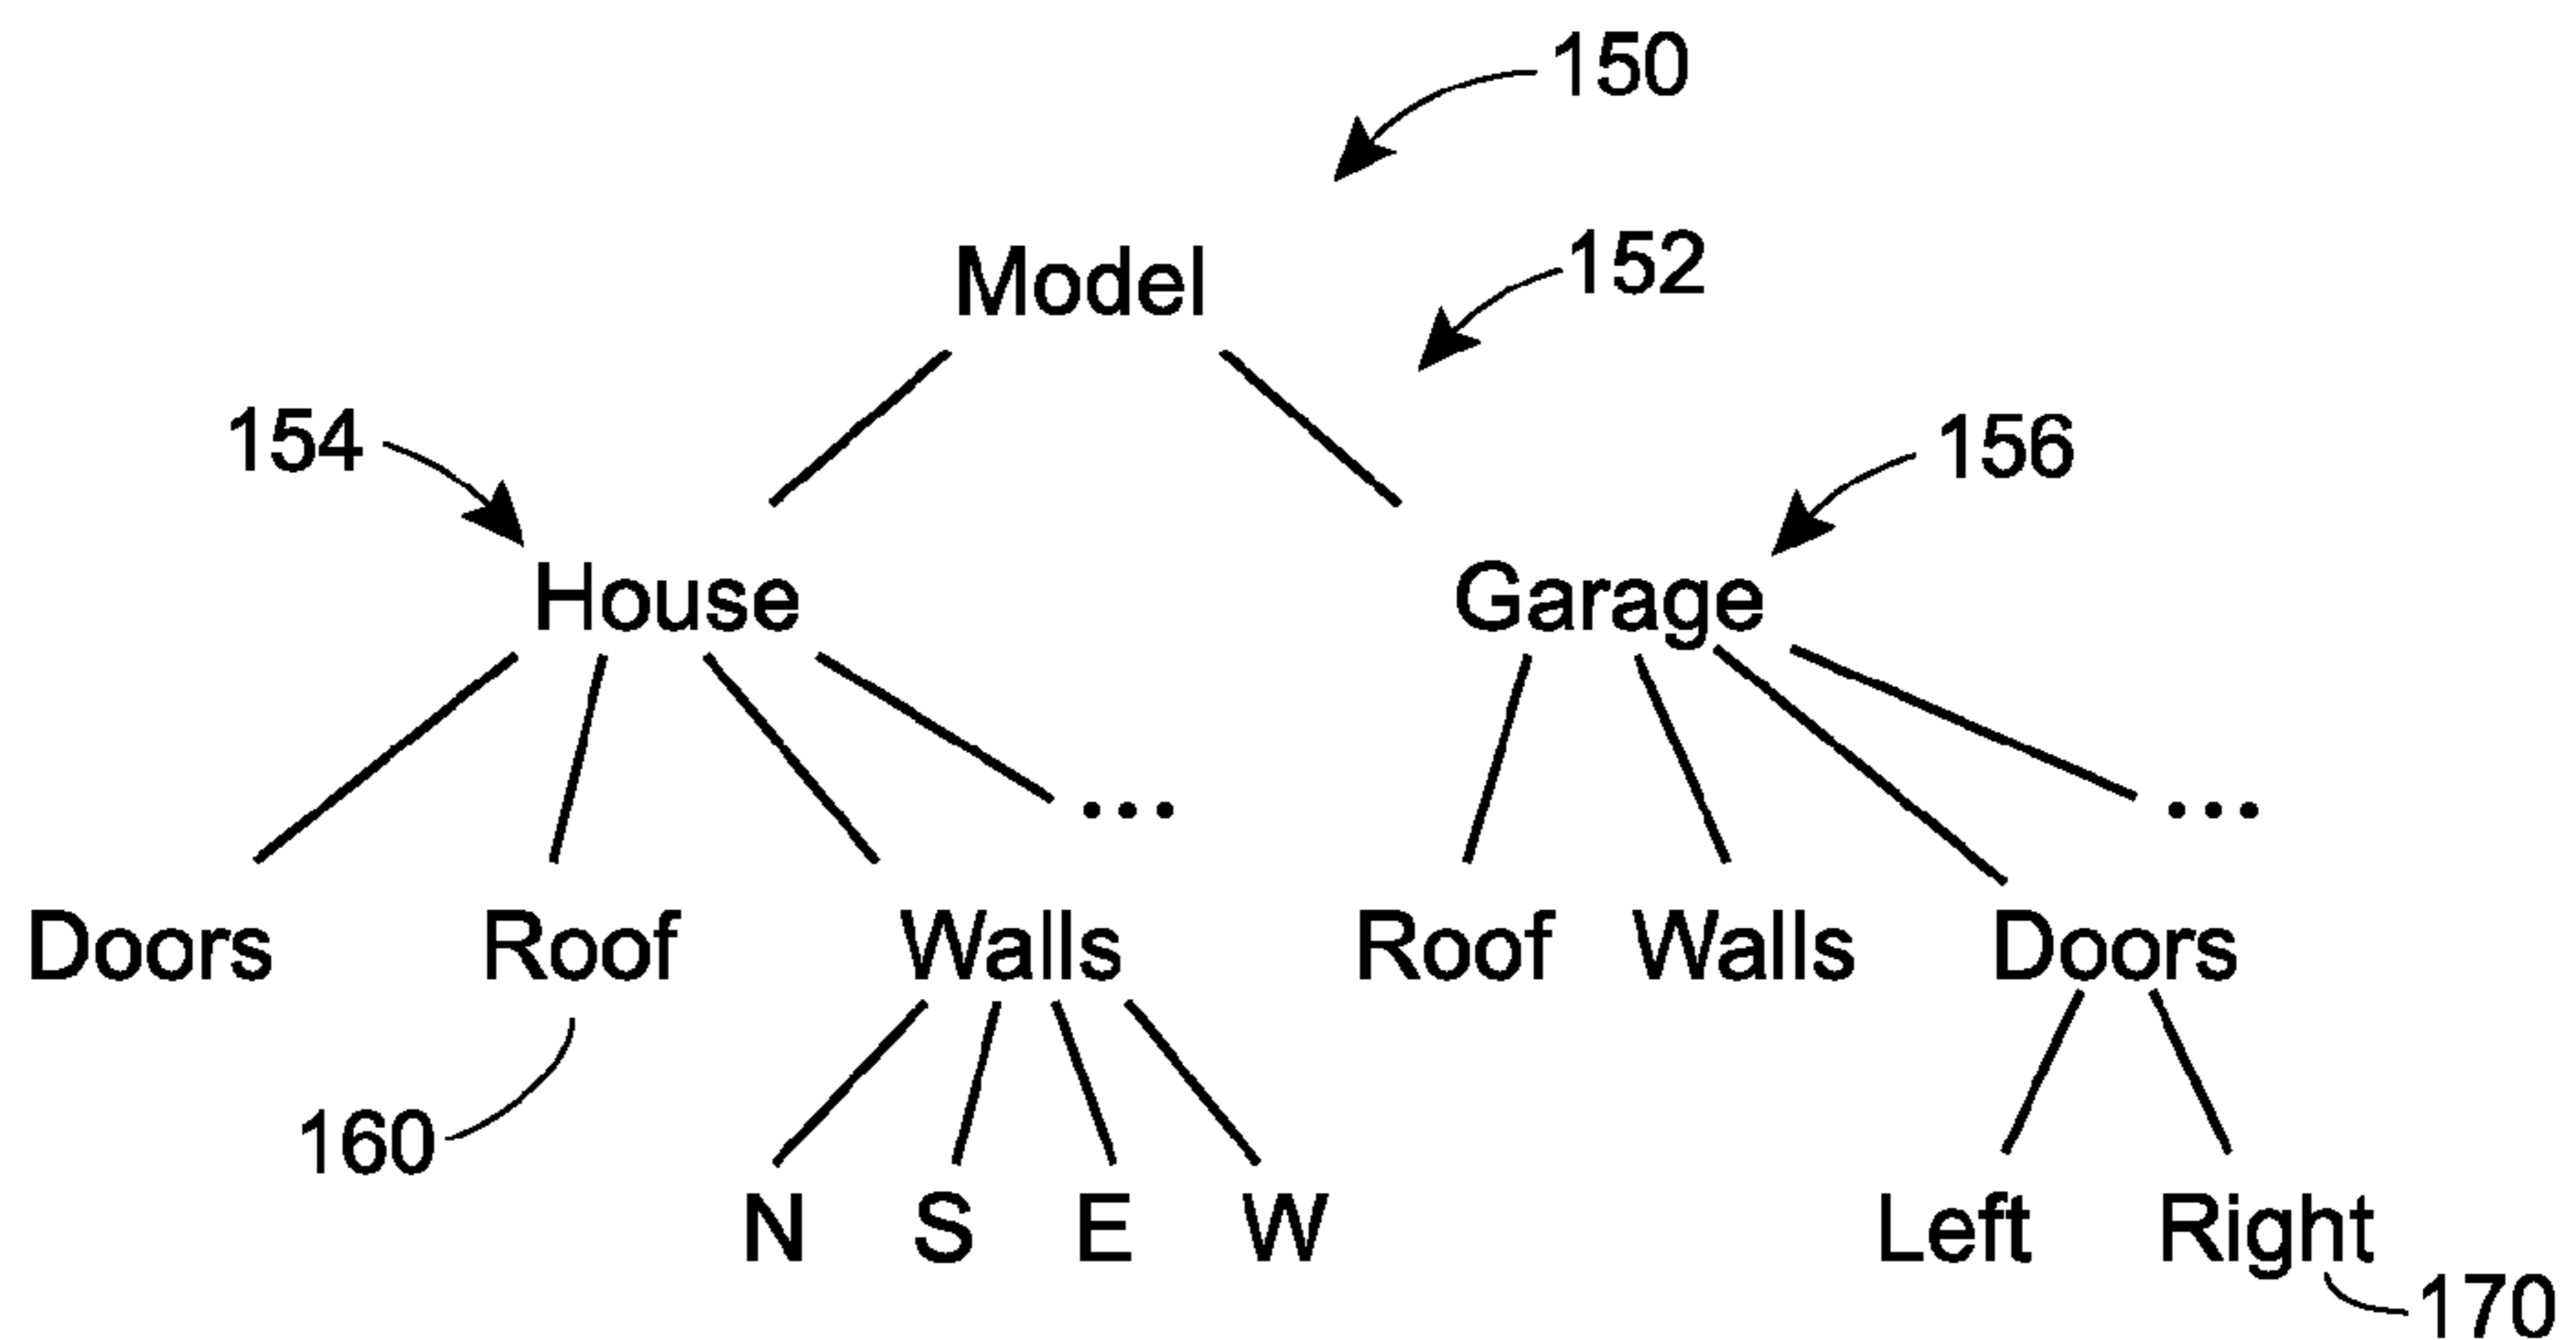 150
Model
152
154
156
House
Garage
...
...
Doors Roof Walls Roof Walls Doors
160
N S E W Left Right
170